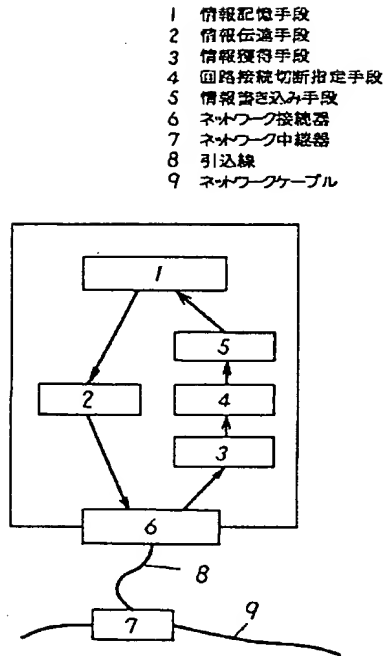 1 情報記憶手段
2 情報伝達手段
3 情報獲得手段
4 回路接続切断指定手段
5 情報書き込み手段
6 ネットワーク接続器
7 ネットワーク中継器
8 引込線
9 ネットワークケーブル
1
5
2
4
3
6
8
9
7